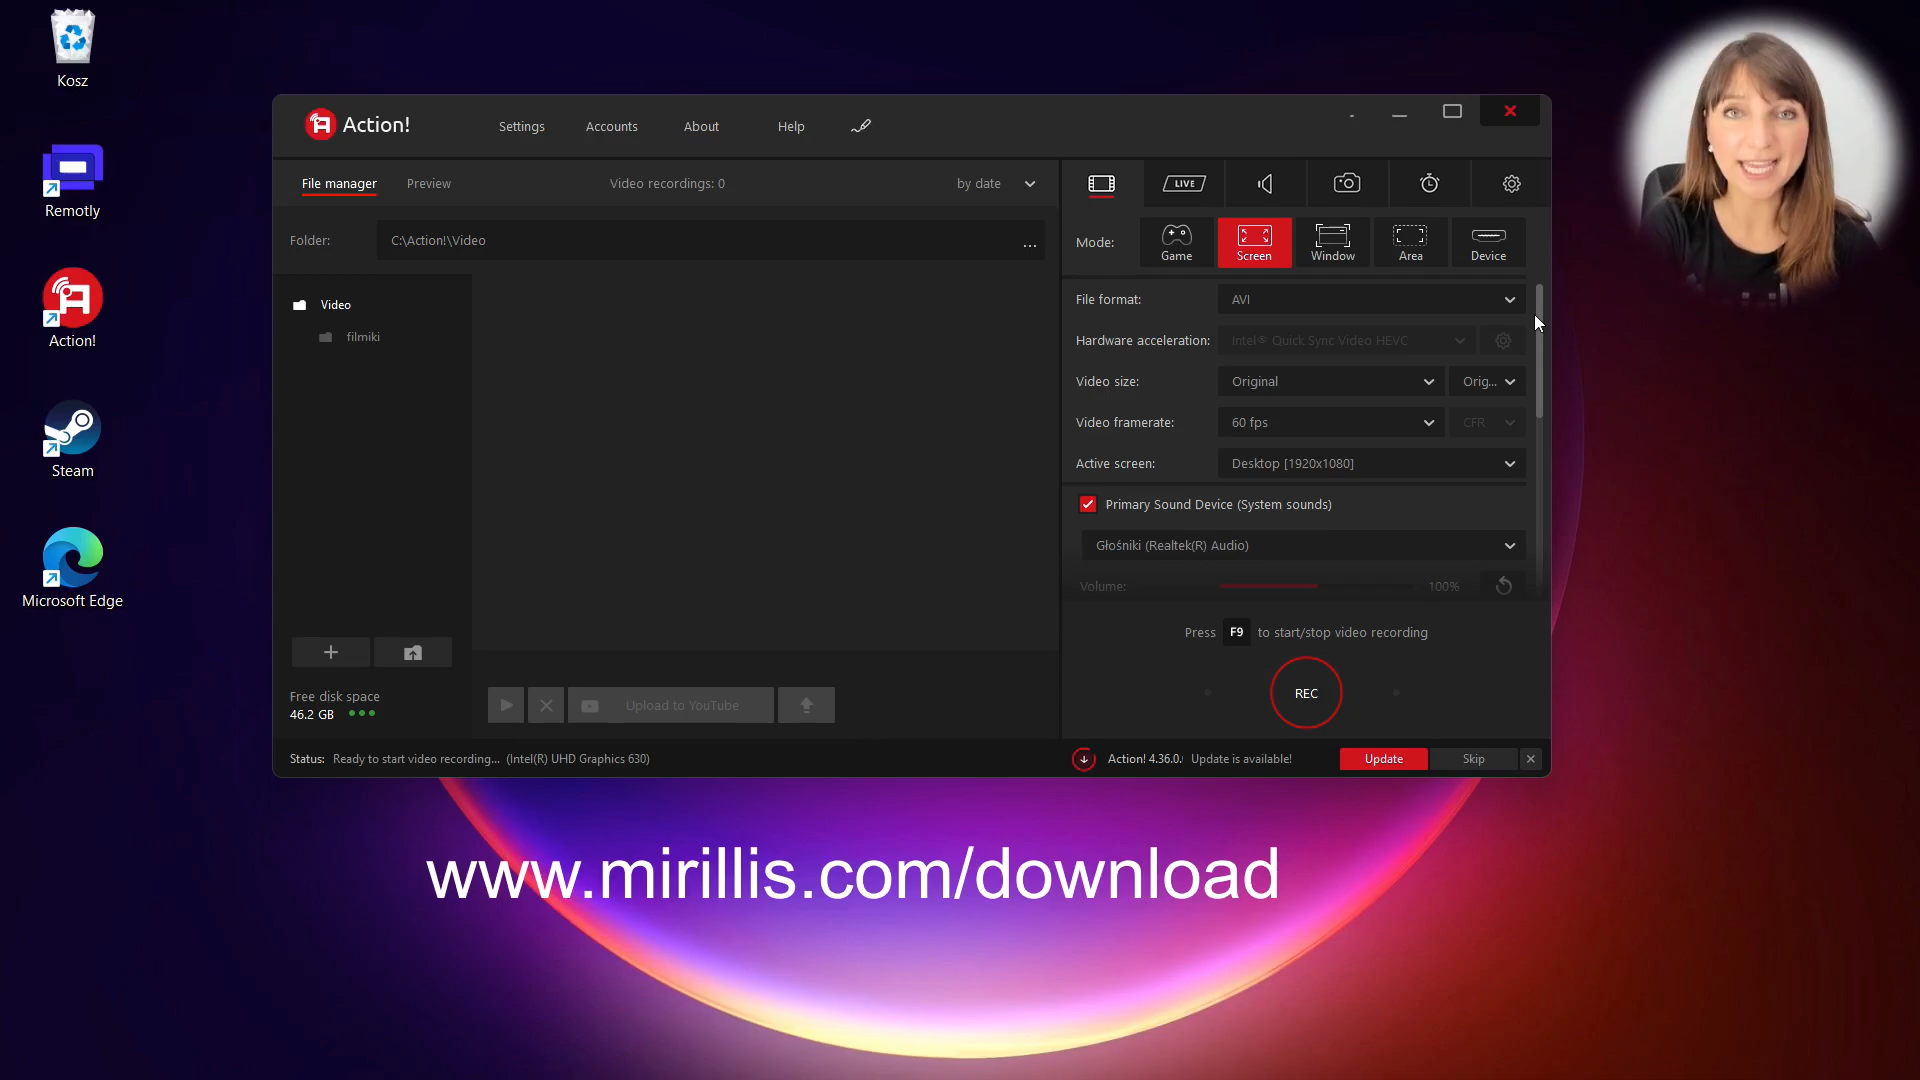 Kosz
Remotly
Action!
Steam
Microsoft Edge
Action!
Settings
Accounts
About
Help
File manager
Preview
Video recordings: 0
by date
LIVE
Folder:
C:\Action!\Video
...
Mode:
Game
Screen
Window
Area
Device
Video
filmiki
File format:
AVI
Hardware acceleration:
Intel® Quick Sync Video HEVC
Video size:
Original
Orig...
Video framerate:
60 fps
CFR
Active screen:
Desktop [1920x1080]
Primary Sound Device (System sounds)
Głośniki (Realtek(R) Audio)
Volume:
100%
Press F9 to start/stop video recording
REC
Free disk space
46.2 GB
Upload to YouTube
Status: Ready to start video recording... (Intel(R) UHD Graphics 630)
Action! 4.36.0. Update is available!
Update
Skip
www.mirillis.com/download